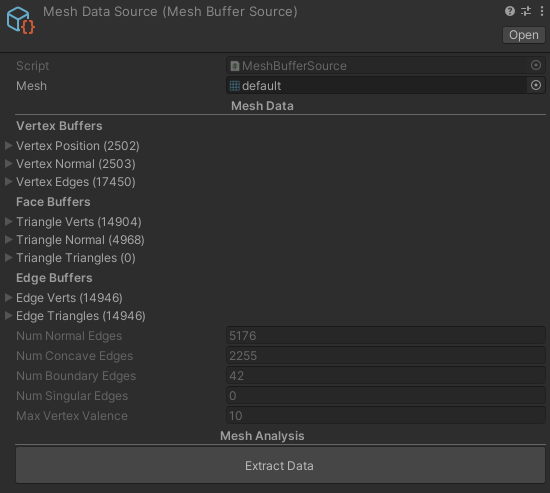 Mesh Data Source (Mesh Buffer Source)
Open
Script MeshBufferSource
Mesh default
Mesh Data
Vertex Buffers
Vertex Position (2502)
Vertex Normal (2503)
Vertex Edges (17450)
Face Buffers
Triangle Verts (14904)
Triangle Normal (4968)
Triangle Triangles (0)
Edge Buffers
Edge Verts (14946)
Edge Triangles (14946)
Num Normal Edges 5176
Num Concave Edges 2255
Num Boundary Edges 42
Num Singular Edges 0
Max Vertex Valence 10
Mesh Analysis
Extract Data